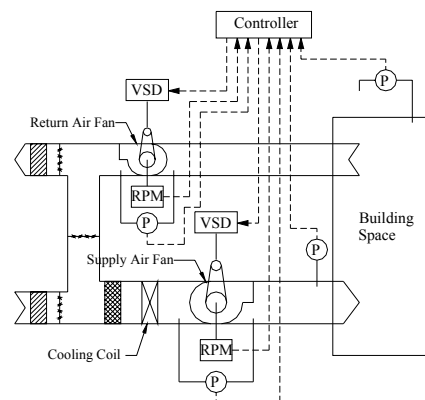 Controller
VSD
P
Return Air Fan
RPM
P
VSD
Building
Space
P
Supply Air Fan
RPM
Cooling Coil
P